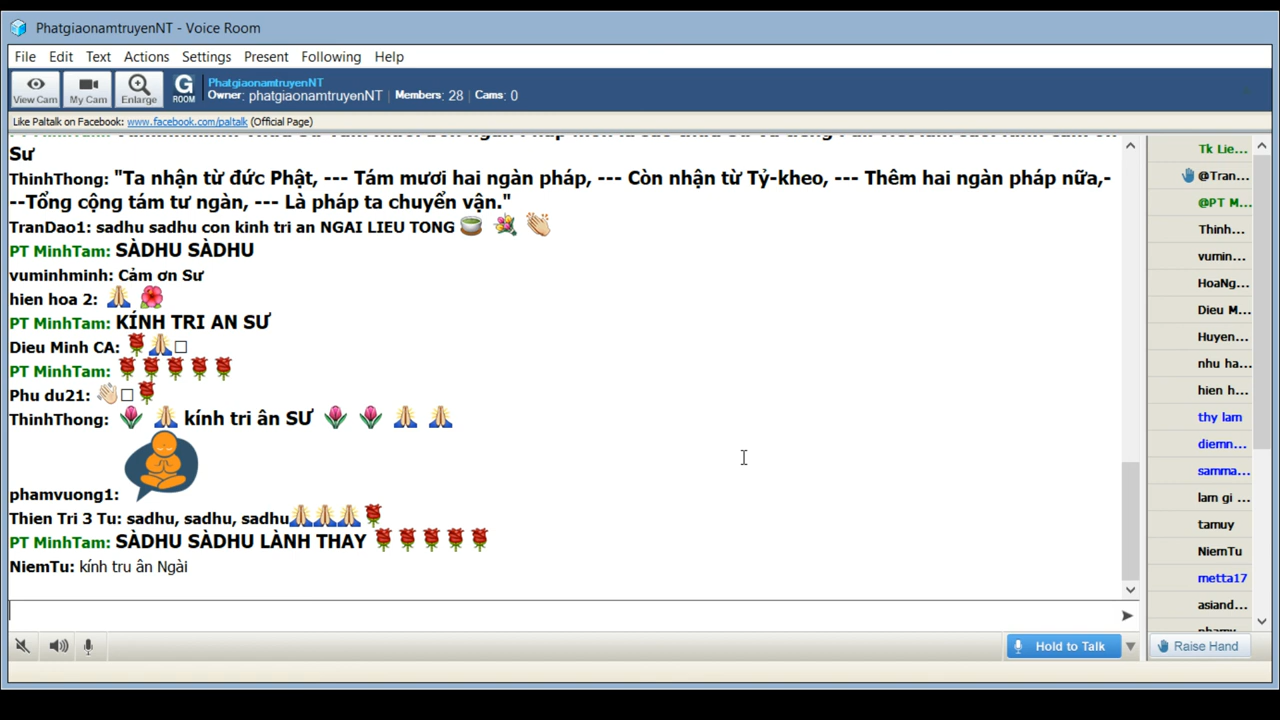 PhatgiaonamtruyenNT - Voice Room
File Edit Text Actions Settings Present Following Help
View Cam My Cam Enlarge G ROOM
PhatgiaonamtruyenNT
Owner: phatgiaonamtruyenNT Members: 28 Cams: 0
Like Paltalk on Facebook: www.facebook.com/paltalk (Official Page)
Sư
ThinhThong: "Ta nhận từ đức Phật, --- Tám mươi hai ngàn pháp, --- Còn nhận từ Tỷ-kheo, --- Thêm hai ngàn pháp nữa,-
--Tổng cộng tám tư ngàn, --- Là pháp ta chuyển vận."
TranDao1: sadhu sadhu con kinh tri an NGAI LIEU TONG
PT MinhTam: SÀDHU SÀDHU
vuminhminh: Cảm ơn Sư
hien hoa 2:
PT MinhTam: KÍNH TRI AN SƯ
Dieu Minh CA:
PT MinhTam:
Phu du21:
ThinhThong: kính tri ân SƯ
phamvuong1:
Thien Tri 3 Tu: sadhu, sadhu, sadhu
PT MinhTam: SÀDHU SÀDHU LÀNH THAY
NiemTu: kính tru ân Ngài
Tk Lie...
@Tran...
@PT M...
Thinh...
vumin...
HoaNg...
Dieu M...
Huyen...
nhu ha...
hien h...
thy lam
diemn...
samma...
lam gi ...
tamuy
NiemTu
metta17
asiand...
Hold to Talk
Raise Hand